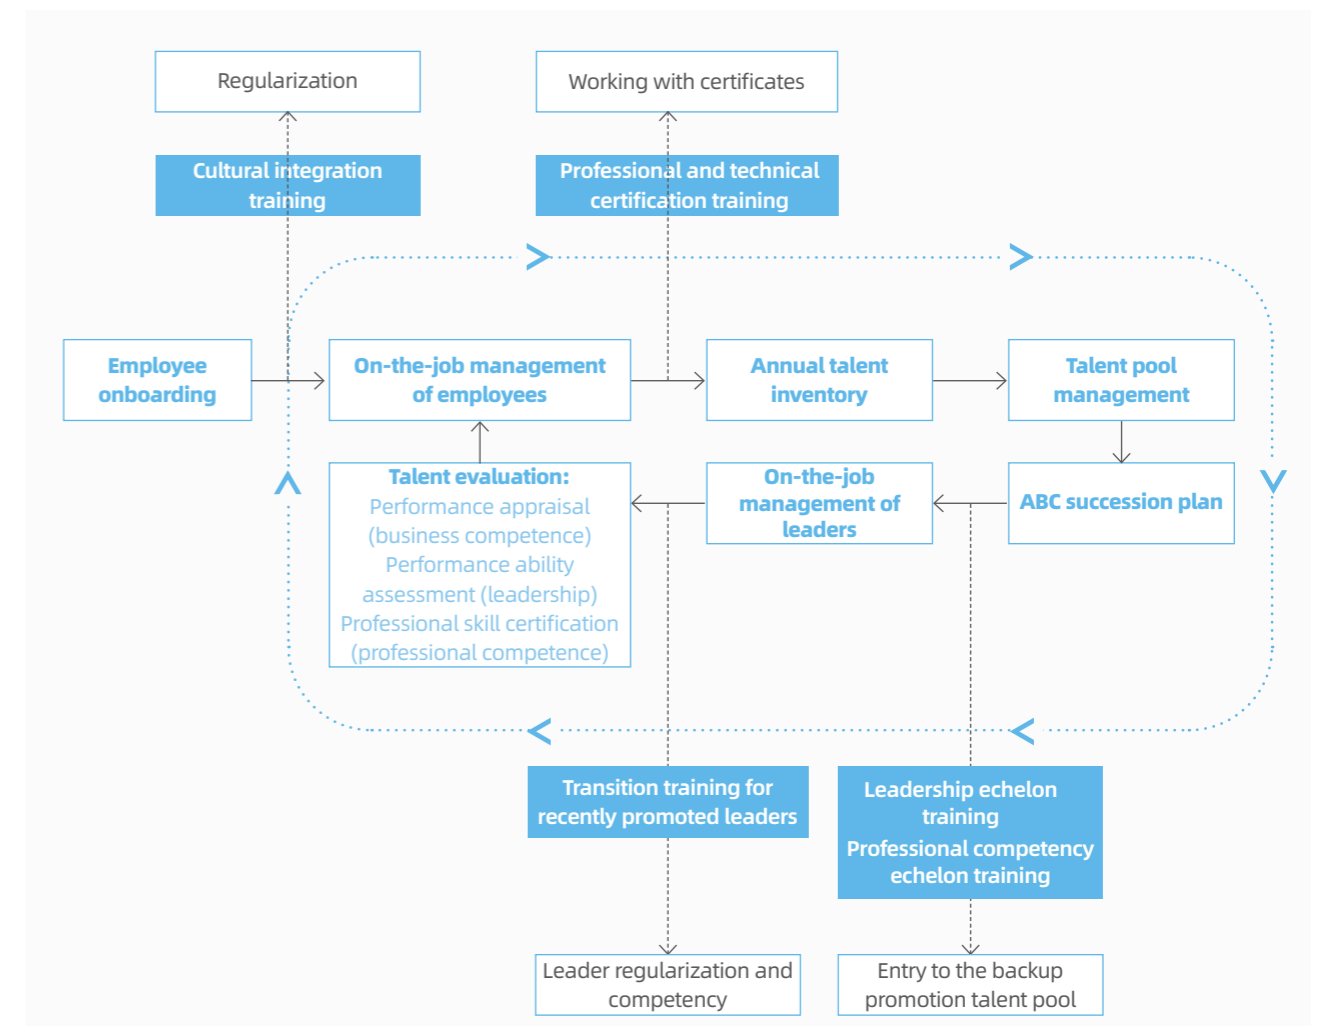 Regularization
Working with certificates
Cultural integration
training
Professional and technical
certification training
Employee
onboarding
On-the-job management
of employees
Annual talent
inventory
Talent pool
management
Talent evaluation:
Performance appraisal
(business competence)
Performance ability
assessment (leadership)
Professional skill certification
(professional competence)
On-the-job
management of
leaders
ABC succession plan
Transition training for
recently promoted leaders
Leadership echelon
training
Professional competency
echelon training
Leader regularization and
competency
Entry to the backup
promotion talent pool